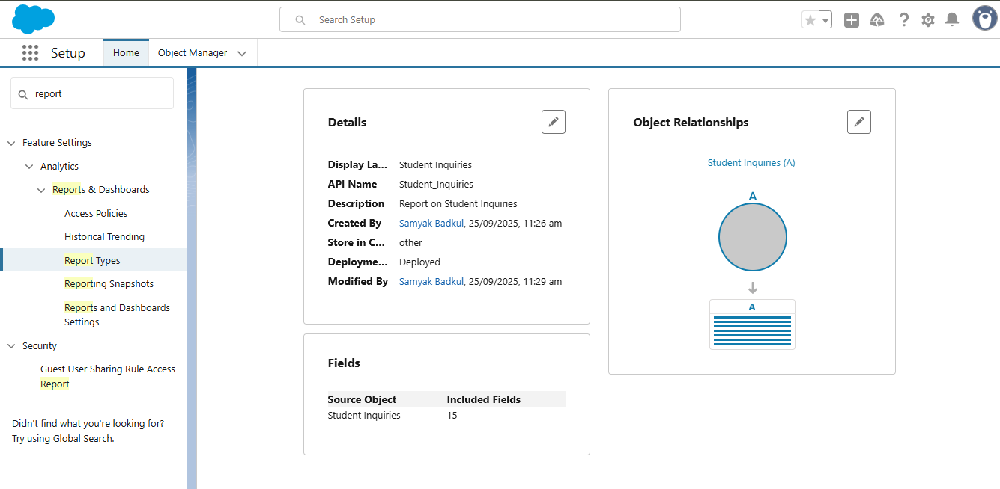 Search Setup
Setup
Home
Object Manager
report
Feature Settings
Analytics
Reports & Dashboards
Access Policies
Historical Trending
Report Types
Reporting Snapshots
Reports and Dashboards
Settings
Security
Guest User Sharing Rule Access
Report
Didn't find what you're looking for?
Try using Global Search.
Details
Display La... Student Inquiries
API Name Student_Inquiries
Description Report on Student Inquiries
Created By Samyak Badkul, 25/09/2025, 11:26 am
Store in C... other
Deployme... Deployed
Modified By Samyak Badkul, 25/09/2025, 11:29 am
Fields
Source Object Included Fields
Student Inquiries 15
Object Relationships
Student Inquiries (A)
A
A